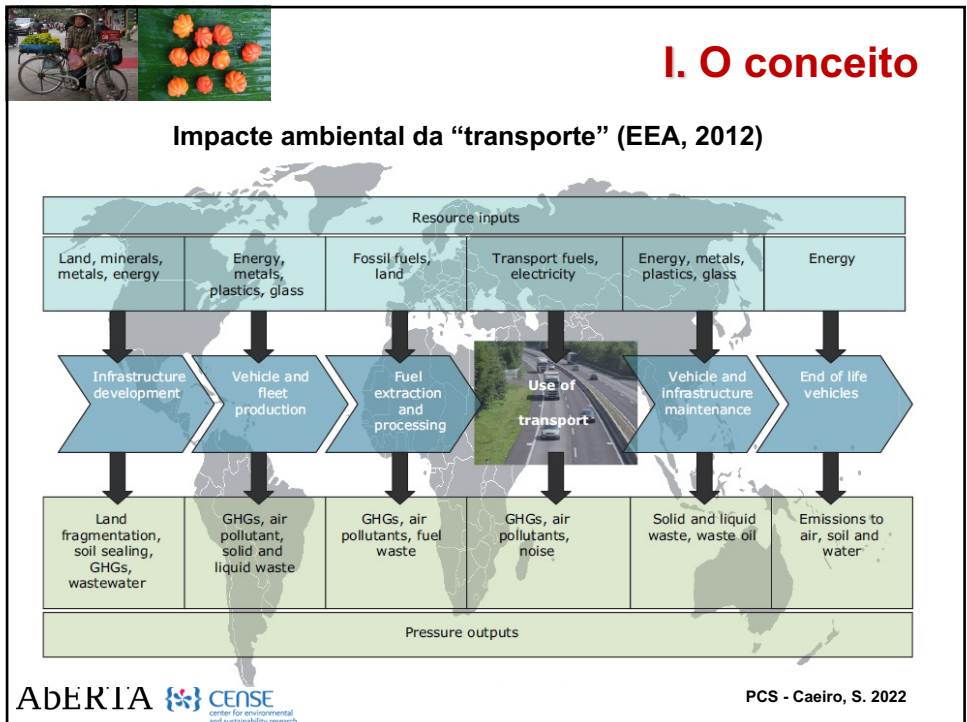 I. O conceito
Impacte ambiental da “transporte” (EEA, 2012)
Resource inputs
Land, minerals,
metals, energy
Energy,
metals,
plastics, glass
Fossil fuels,
land
Transport fuels,
electricity
Energy, metals,
plastics, glass
Energy
Infrastructure
development
Vehicle and
fleet
production
Fuel
extraction
and
processing
Use of
transport
Vehicle and
infrastructure
maintenance
End of life
vehicles
Land
fragmentation,
soil sealing,
GHGs,
wastewater
GHGs, air
pollutant,
solid and
liquid waste
GHGs, air
pollutants, fuel
waste
GHGs, air
pollutants,
noise
Solid and liquid
waste, waste oil
Emissions to
air, soil and
water
Pressure outputs
AbERTA
CENSE
center for environmental
and sustainability research
PCS - Caeiro, S. 2022